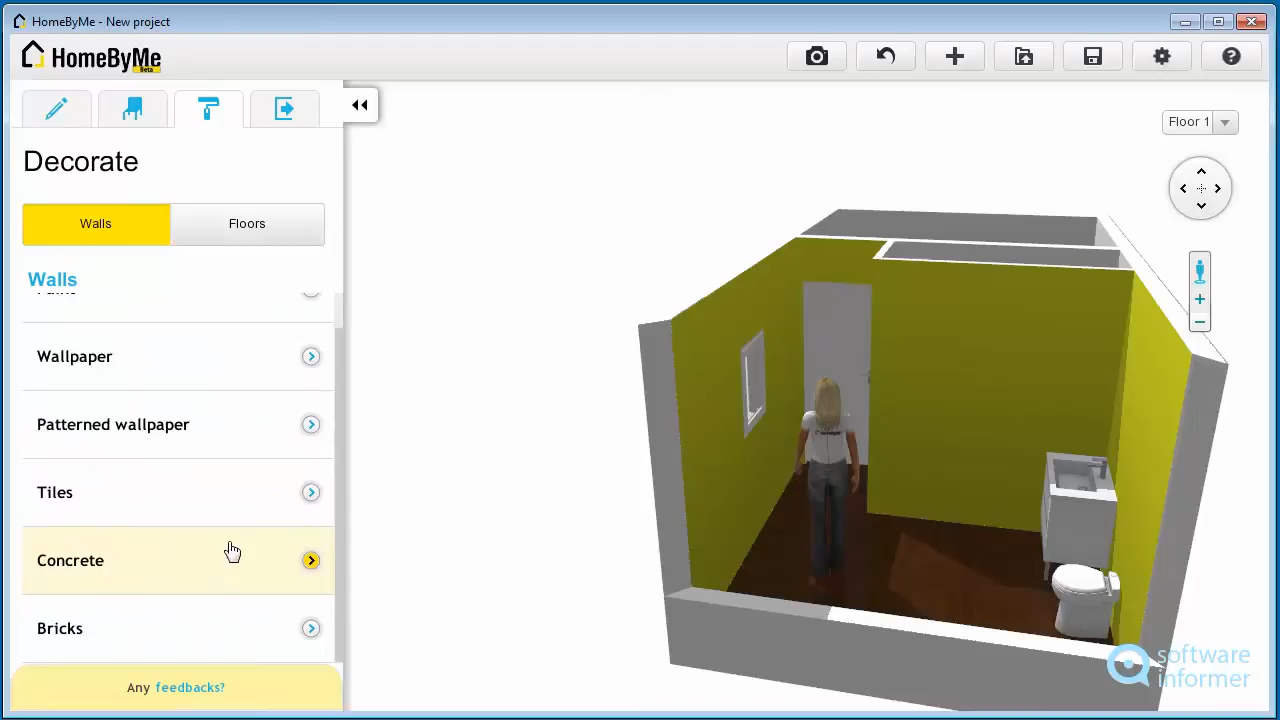 HomeByMe - New project
HomeByMe
Beta
Floor 1
Decorate
Walls
Floors
Walls
Wallpaper
Patterned wallpaper
Tiles
Concrete
Bricks
Any feedbacks?
software
informer